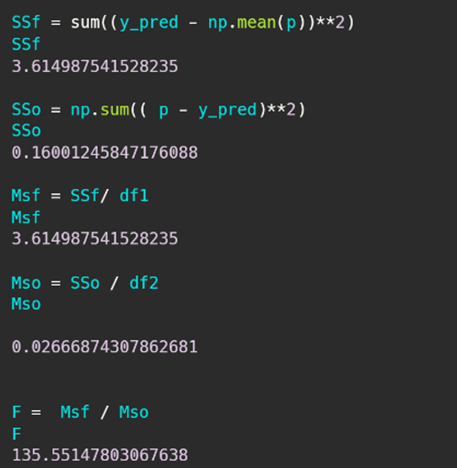 SSf = sum((y_pred - np.mean(p))**2)
SSf
3.614987541528235
SSo = np.sum(( p - y_pred)**2)
SSo
0.16001245847176088
Msf = SSf/ df1
Msf
3.614987541528235
Mso = SSo / df2
Mso
0.02666874307862681
F =  Msf / Mso
F
135.55147803067638